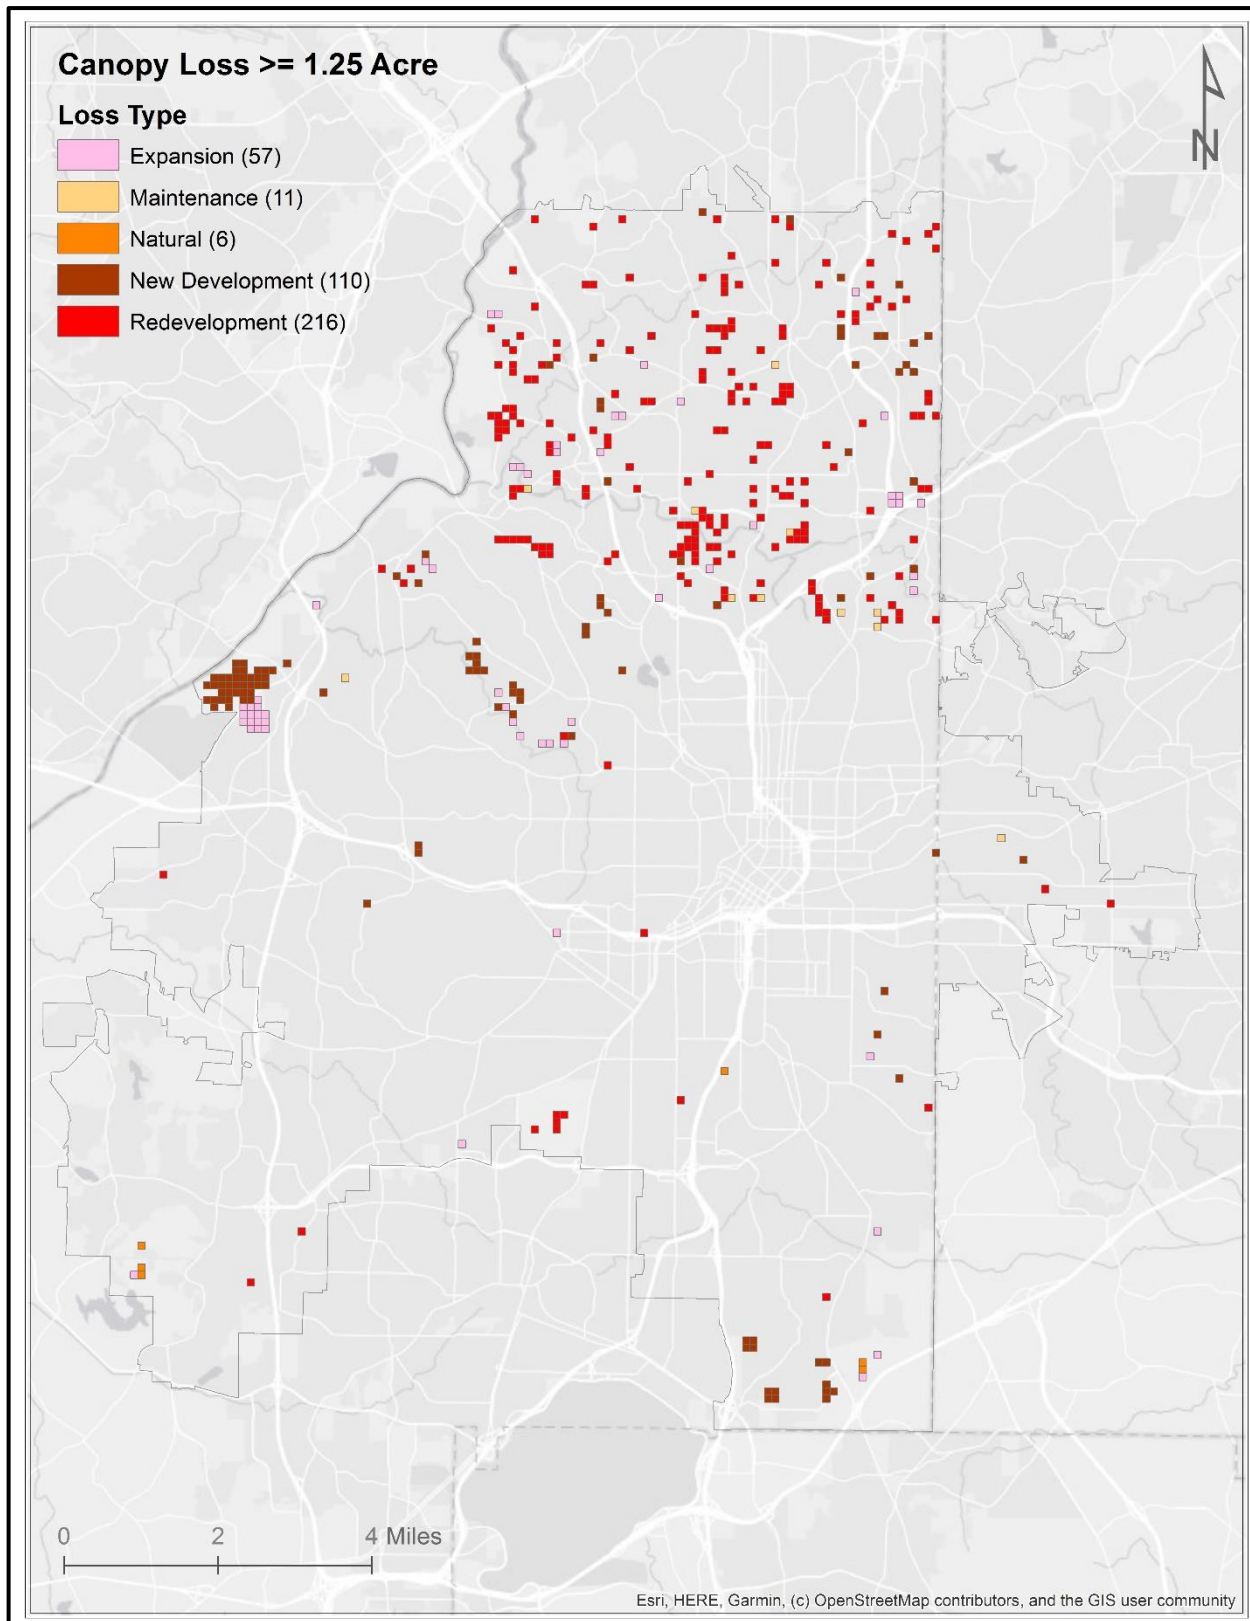 Canopy Loss >= 1.25 Acre
Loss Type
Expansion (57)
Maintenance (11)
Natural (6)
New Development (110)
Redevelopment (216)
N
0 2 4 Miles
Esri, HERE, Garmin, (c) OpenStreetMap contributors, and the GIS user community